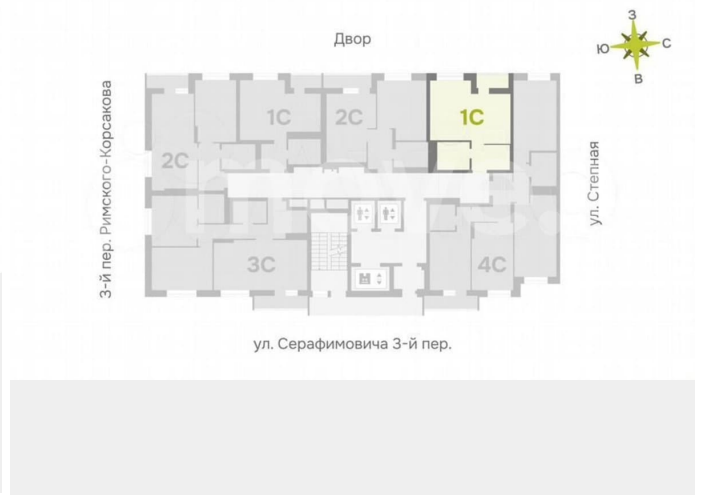 Двор
З
Ю
С
В
3-й пер. Римского-Корсакова
1С
2С
1С
2С
3С
4С
ул. Степная
ул. Серафимовича 3-й пер.